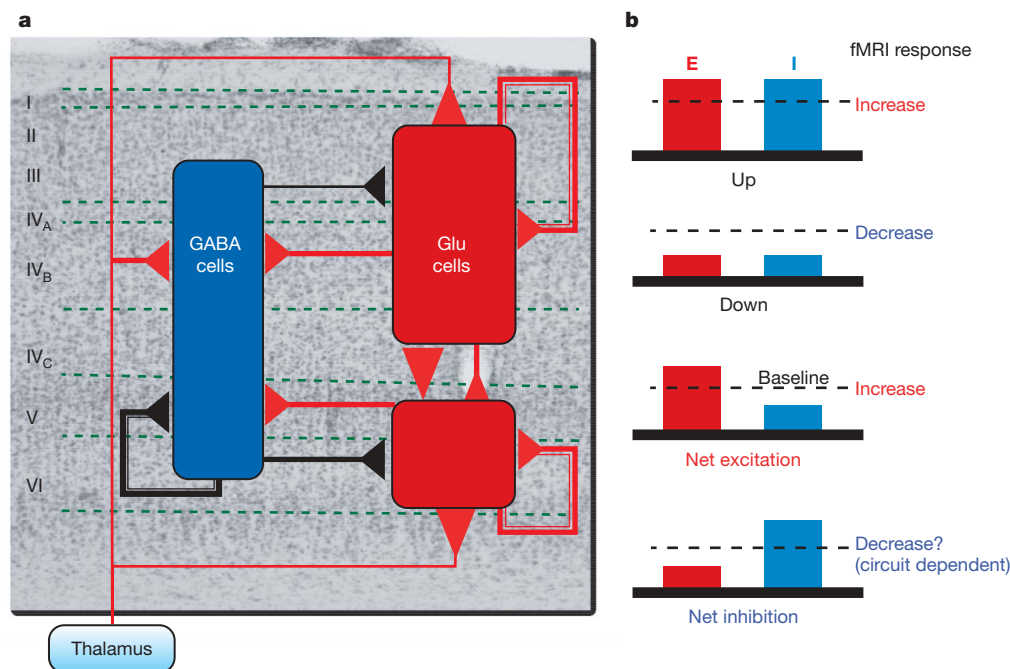 a
I
II
III
IVA
IVB
IVC
V
VI
GABA
cells
Glu
cells
Thalamus
b
fMRI response
E I
Increase
Up
Decrease
Down
Baseline
Increase
Net excitation
Decrease?
(circuit dependent)
Net inhibition